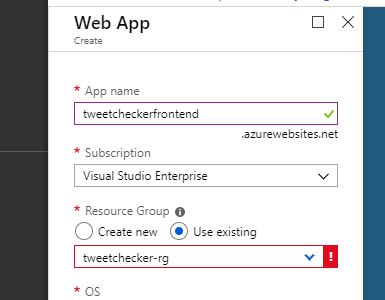 Web App
Create
* App name
tweetcheckerfrontend
.azurewebsites.net
* Subscription
Visual Studio Enterprise
* Resource Group
Create new Use existing
tweetchecker-rg !
* OS